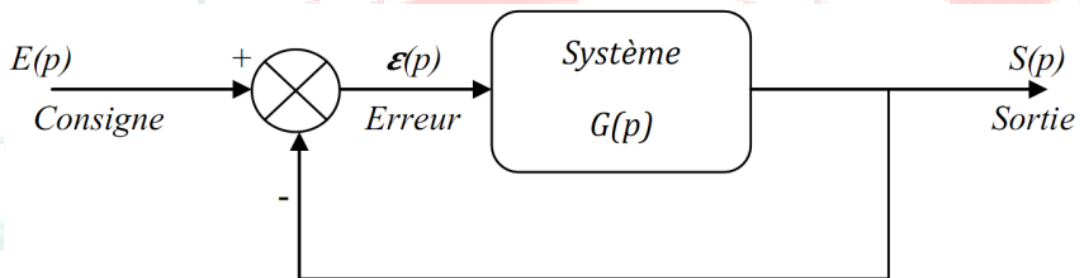 E(p)
+
ε(p)
Système
S(p)
Consigne
Erreur
G(p)
Sortie
-